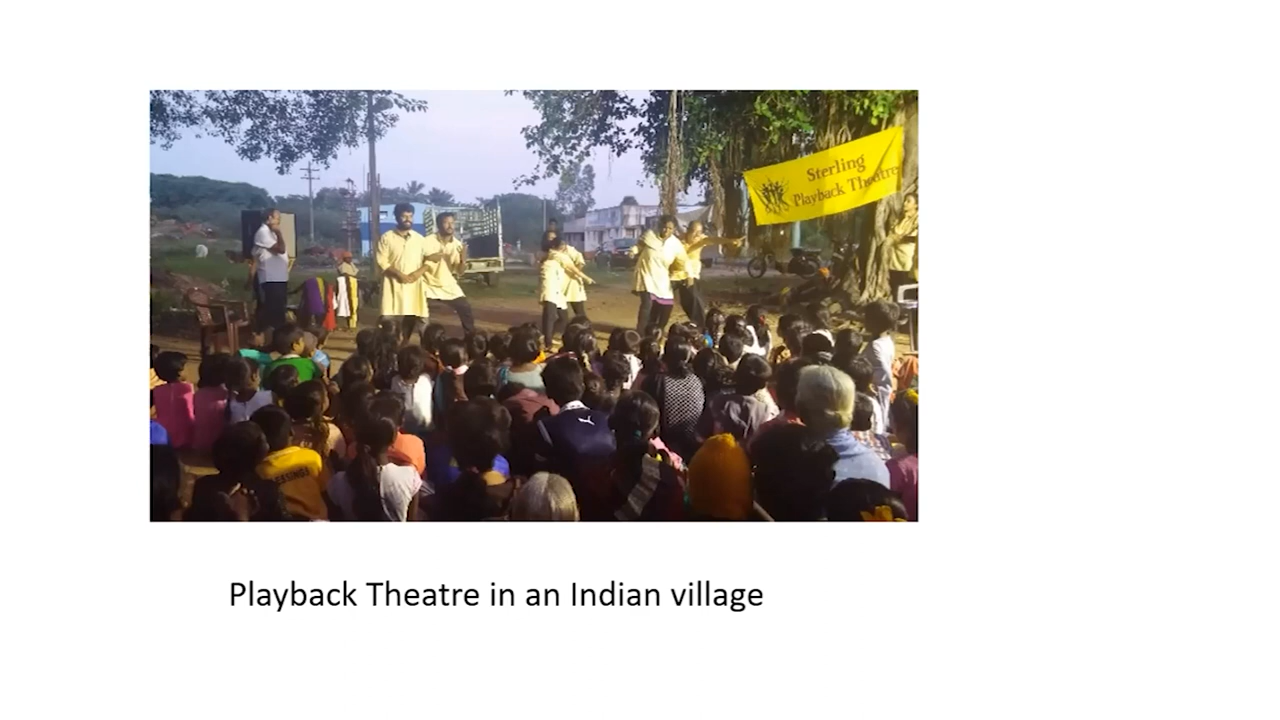 Sterling
Playback Theatre
Playback Theatre in an Indian village